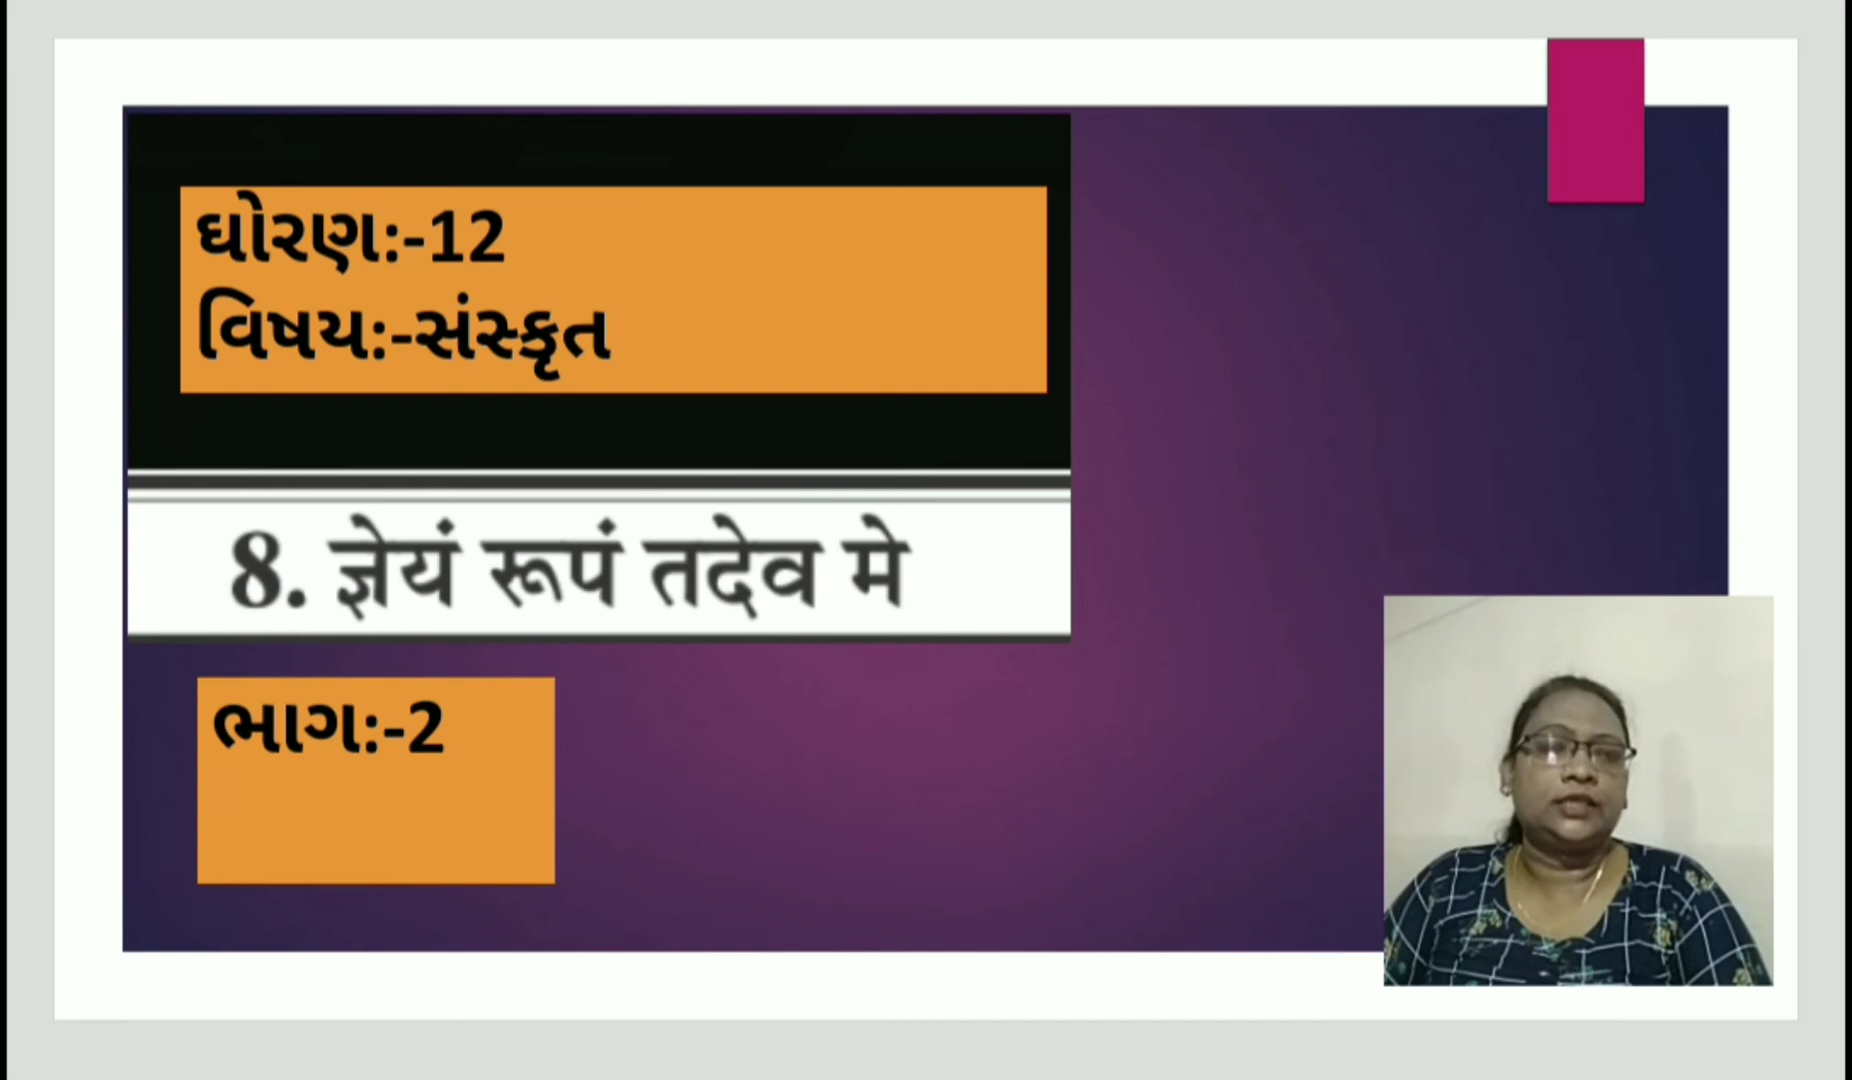 ધોરણ:-12
વિષય:-સંસ્કૃત
8. ज्ञेयं रूपं तदेव मे
ભાગ:-2